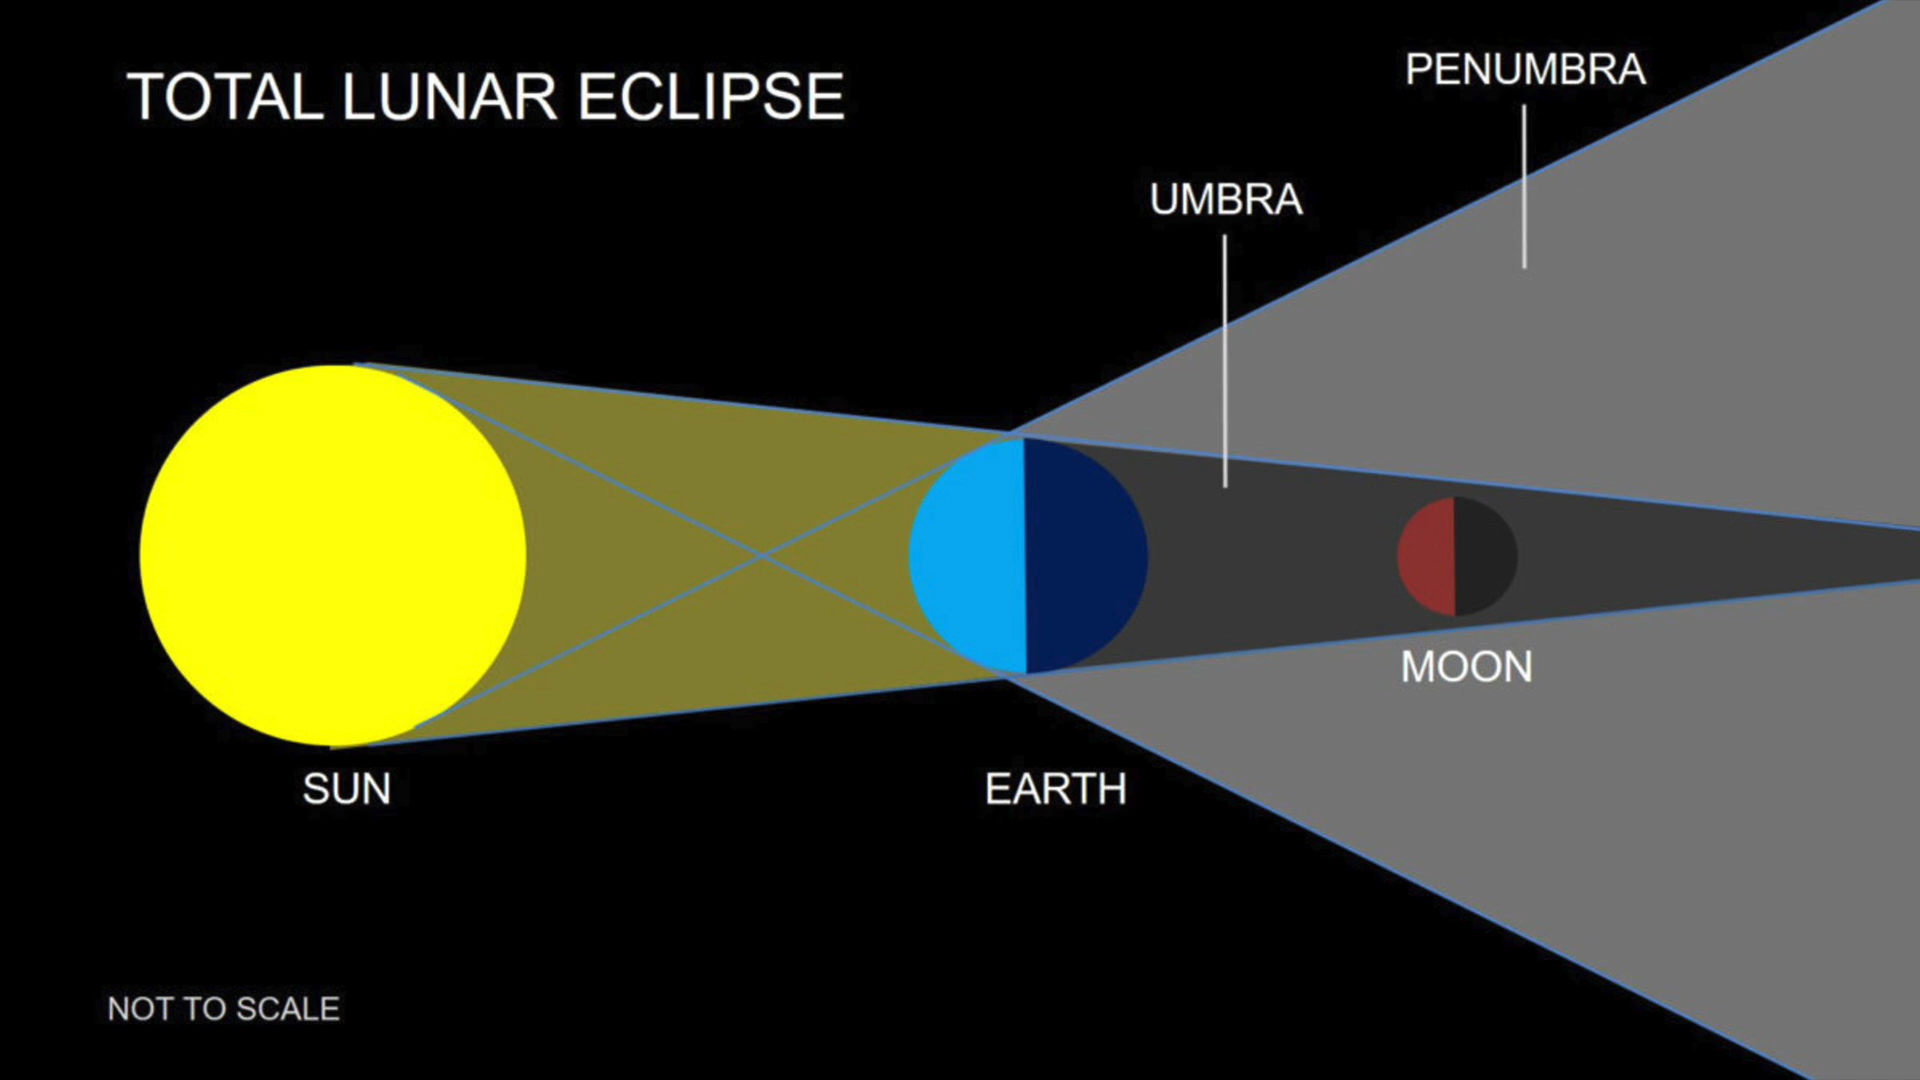 TOTAL LUNAR ECLIPSE
PENUMBRA
UMBRA
MOON
SUN
EARTH
NOT TO SCALE